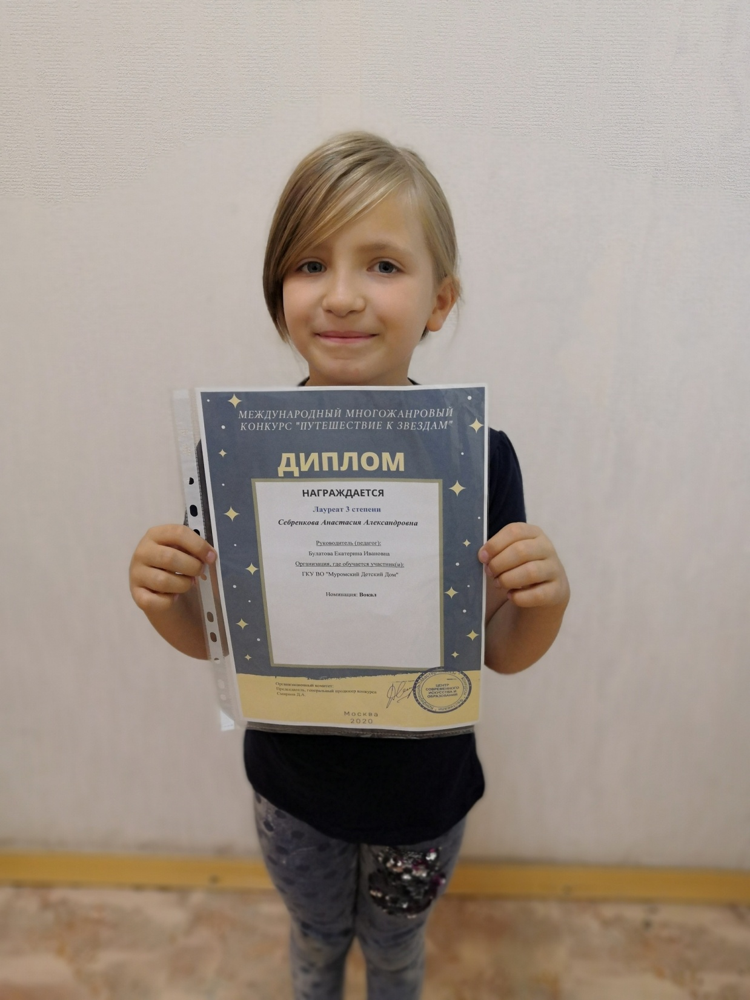 МЕЖДУНАРОДНЫЙ МНОГОЖАНРОВЫЙ
КОНКУРС "ПУТЕШЕСТВИЕ К ЗВЕЗДАМ"
ДИПЛОМ
НАГРАЖДАЕТСЯ
Лауреат 3 степени
Себренкова Анастасия Александровна
Руководитель (педагог):
Булатова Екатерина Ивановна
Организация, где обучается участник(и):
ГКУ ВО "Муромский Детский Дом"
Номинация: Вокал
Организационный комитет:
Председатель, генеральный продюсер конкурса
Смирнов Д.А.
ЦЕНТР
СОВРЕМЕННОГО
ИСКУССТВА И
ОБРАЗОВАНИЯ
Москва
2020